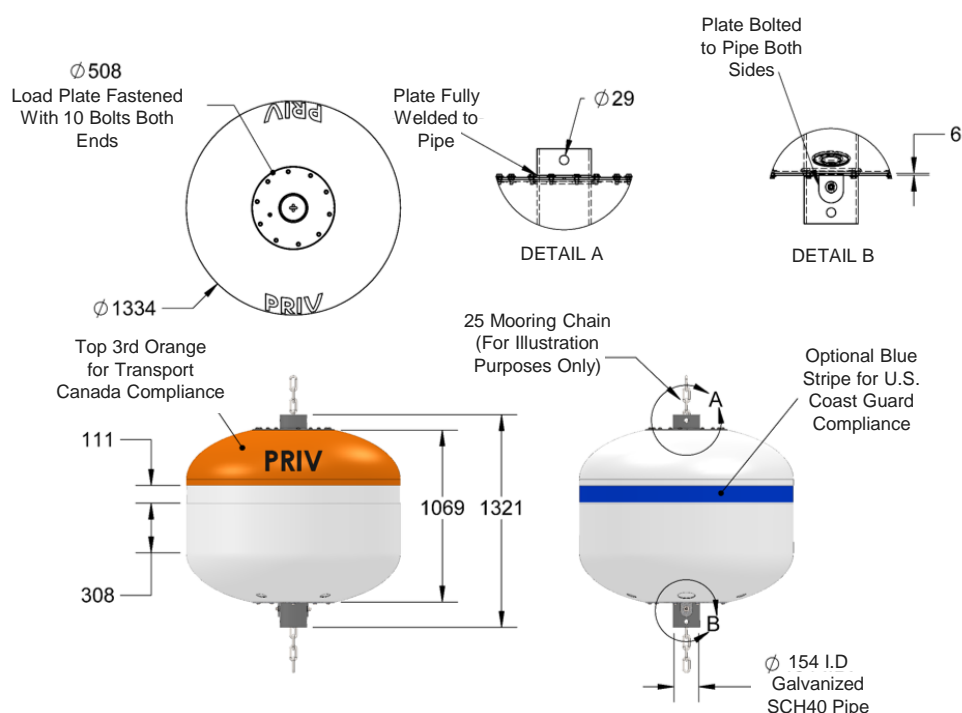 Ø508
Load Plate Fastened
With 10 Bolts Both
Ends
PRIV
PRIV
Ø1334
Plate Fully
Welded to
Pipe
Ø29
DETAIL A
Plate Bolted
to Pipe Both
Sides
6
DETAIL B
Top 3rd Orange
for Transport
Canada Compliance
111
308
PRIV
1069
1321
25 Mooring Chain
(For Illustration
Purposes Only)
A
Optional Blue
Stripe for U.S.
Coast Guard
Compliance
B
Ø 154 I.D
Galvanized
SCH40 Pipe